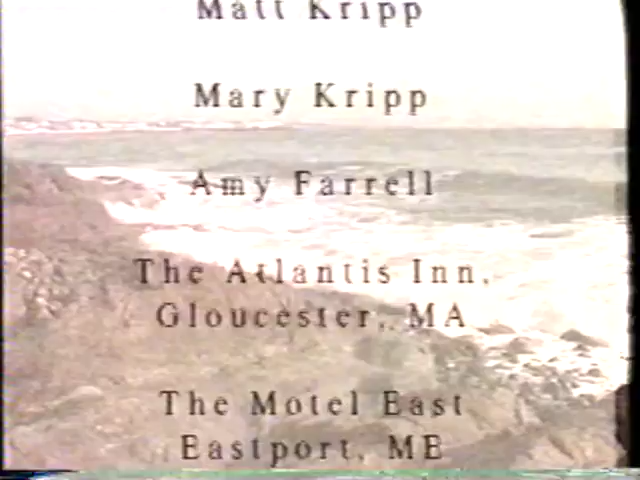 Matt Kripp
Mary Kripp
Amy Farrell
The Atlantis Inn,
Gloucester, MA
The Motel East
Eastport, ME